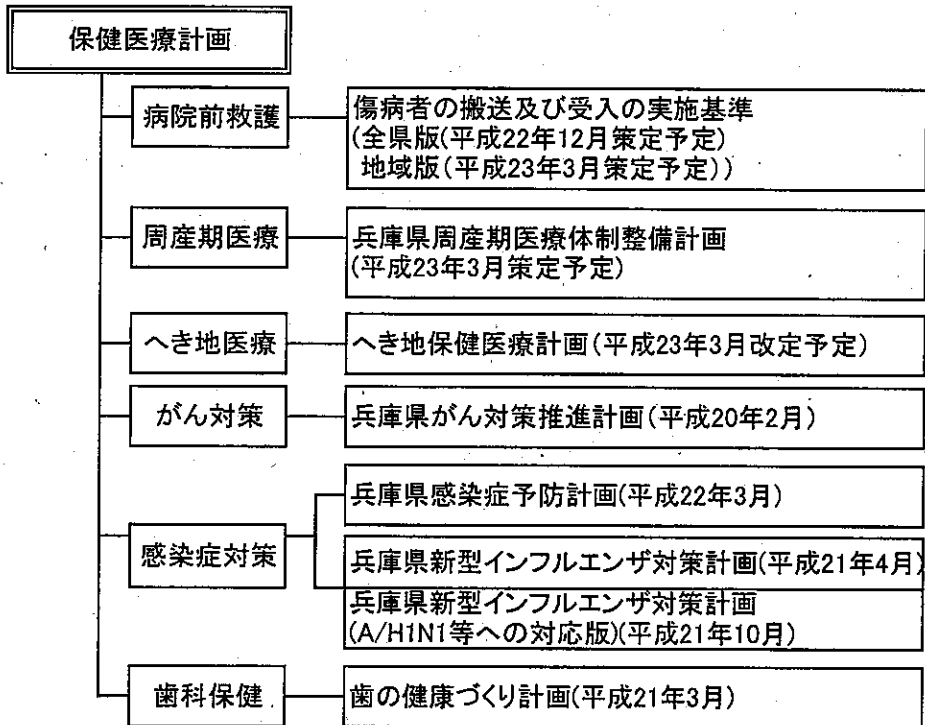 保健医療計画
病院前救護
傷病者の搬送及び受入の実施基準
(全県版(平成22年12月策定予定)
地域版(平成23年3月策定予定))
周産期医療
兵庫県周産期医療体制整備計画
(平成23年3月策定予定)
へき地医療
へき地保健医療計画(平成23年3月改定予定)
がん対策
兵庫県がん対策推進計画(平成20年2月)
感染症対策
兵庫県感染症予防計画(平成22年3月)
兵庫県新型インフルエンザ対策計画(平成21年4月)
兵庫県新型インフルエンザ対策計画
(A/H1N1等への対応版)(平成21年10月)
歯科保健
歯の健康づくり計画(平成21年3月)